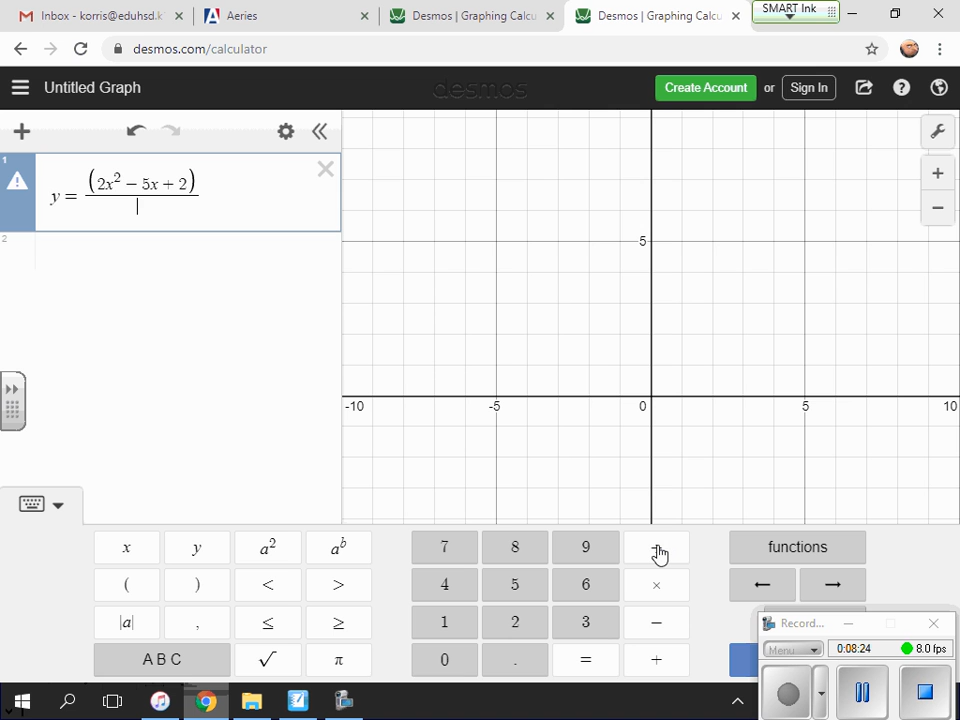 Inbox - korris@eduhsd.k
Aeries
Desmos | Graphing Calcu
Desmos | Graphing Calcu
SMART Ink
desmos.com/calculator
Untitled Graph
desmos
Create Account or Sign In
1
y = (2x² − 5x + 2)
2
5
-10 -5 0 5 10
x y a² aᵇ 7 8 9 functions
( ) < > 4 5 6 × ← →
|a| , ≤ ≥ 1 2 3 −
A B C √ π 0 . = +
Record...
Menu 0:08:24 8.0 fps